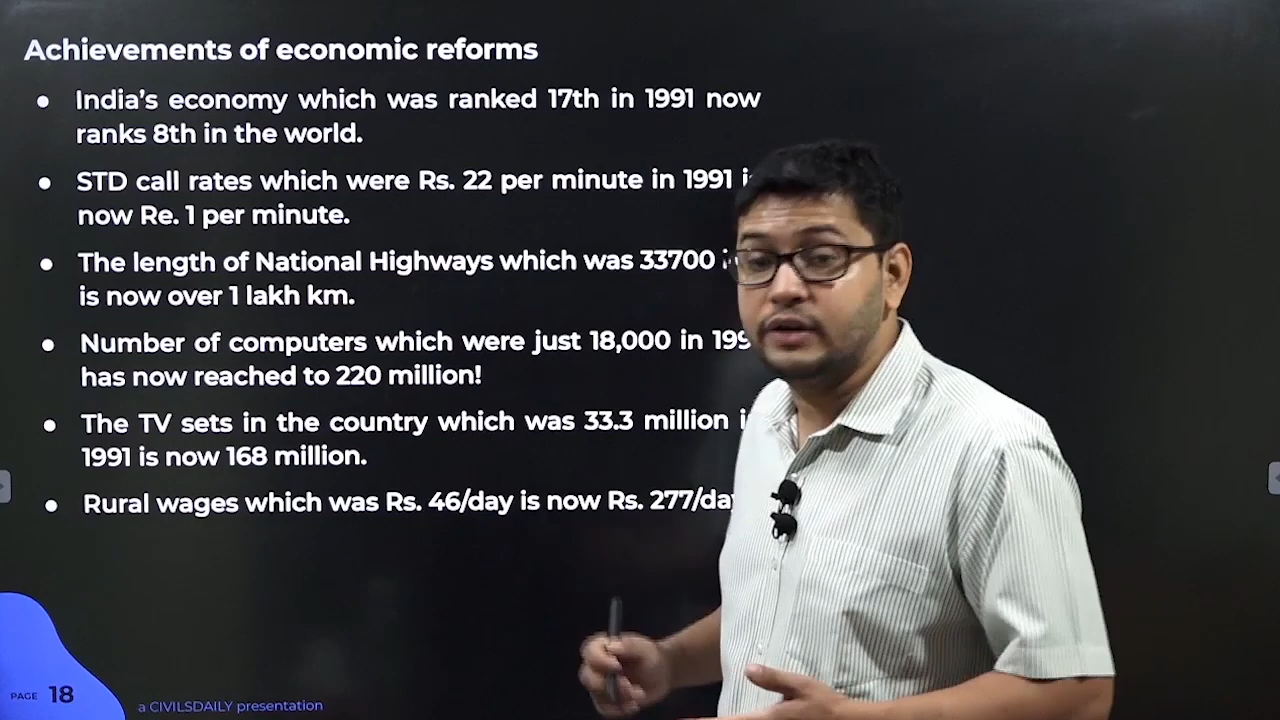 Achievements of economic reforms
● India's economy which was ranked 17th in 1991 now
ranks 8th in the world.
● STD call rates which were Rs. 22 per minute in 1991
now Re. 1 per minute.
● The length of National Highways which was 33700
is now over 1 lakh km.
● Number of computers which were just 18,000 in
has now reached to 220 million!
● The TV sets in the country which was 33.3 million
1991 is now 168 million.
● Rural wages which was Rs. 46/day is now Rs.
PAGE 18
a CIVILSDAILY presentation